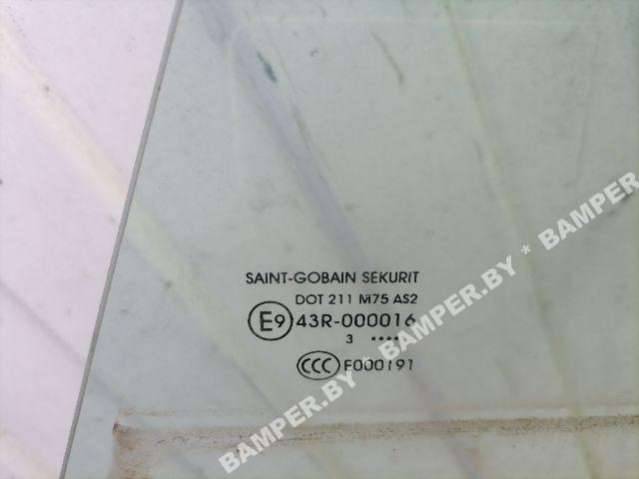 SAINT-GOBAIN SEKURIT
DOT 211 M75 AS2
E9 43R-000016
3 ••••
CCC F000191
BAMPER.BY * BAMPER.BY * BAMPER.BY